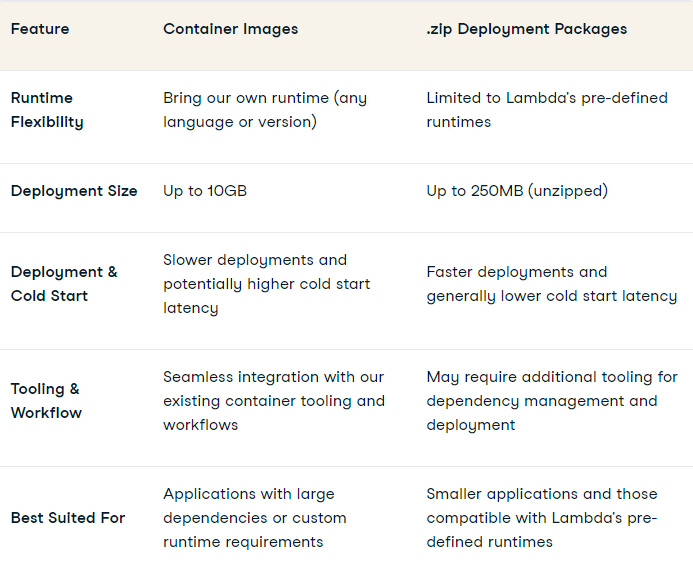 Feature
Container Images
.zip Deployment Packages
Runtime
Flexibility
Bring our own runtime (any
language or version)
Limited to Lambda's pre-defined
runtimes
Deployment Size
Up to 10GB
Up to 250MB (unzipped)
Deployment &
Cold Start
Slower deployments and
potentially higher cold start
latency
Faster deployments and
generally lower cold start latency
Tooling &
Workflow
Seamless integration with our
existing container tooling and
workflows
May require additional tooling for
dependency management and
deployment
Best Suited For
Applications with large
dependencies or custom
runtime requirements
Smaller applications and those
compatible with Lambda's pre-
defined runtimes